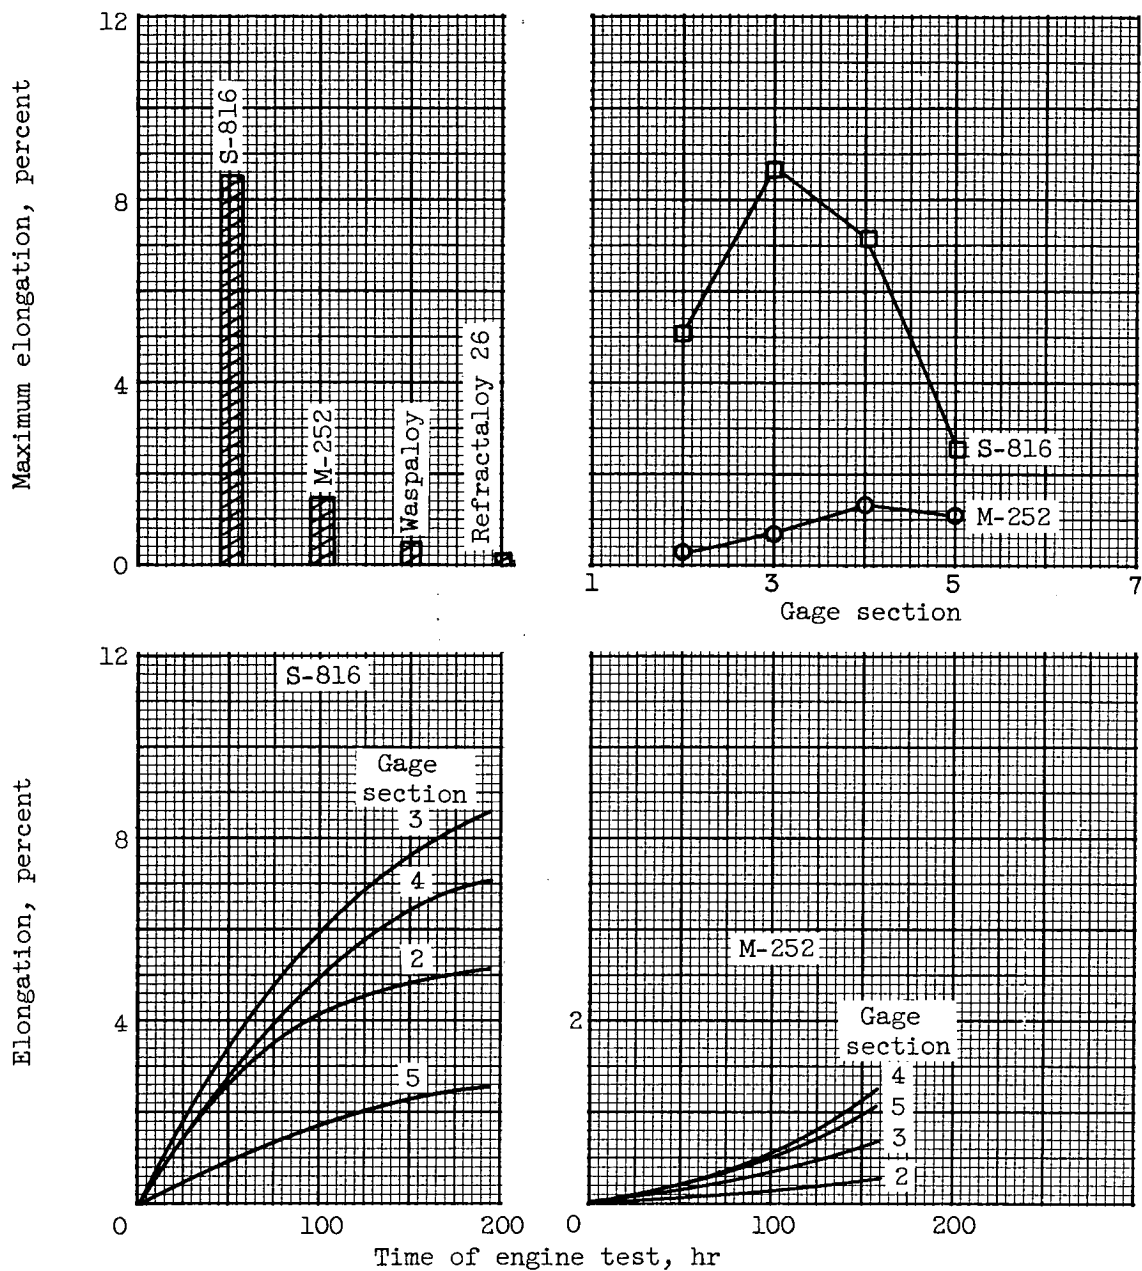 Maximum elongation, percent
12
8
4
0
S-816
M-252
Waspaloy
Refractaloy 26
S-816
M-252
1
3
5
7
Gage section
Elongation, percent
12
8
4
0
S-816
Gage
section
3
4
2
5
100
200
2
0
M-252
Gage
section
4
5
3
2
100
200
Time of engine test, hr